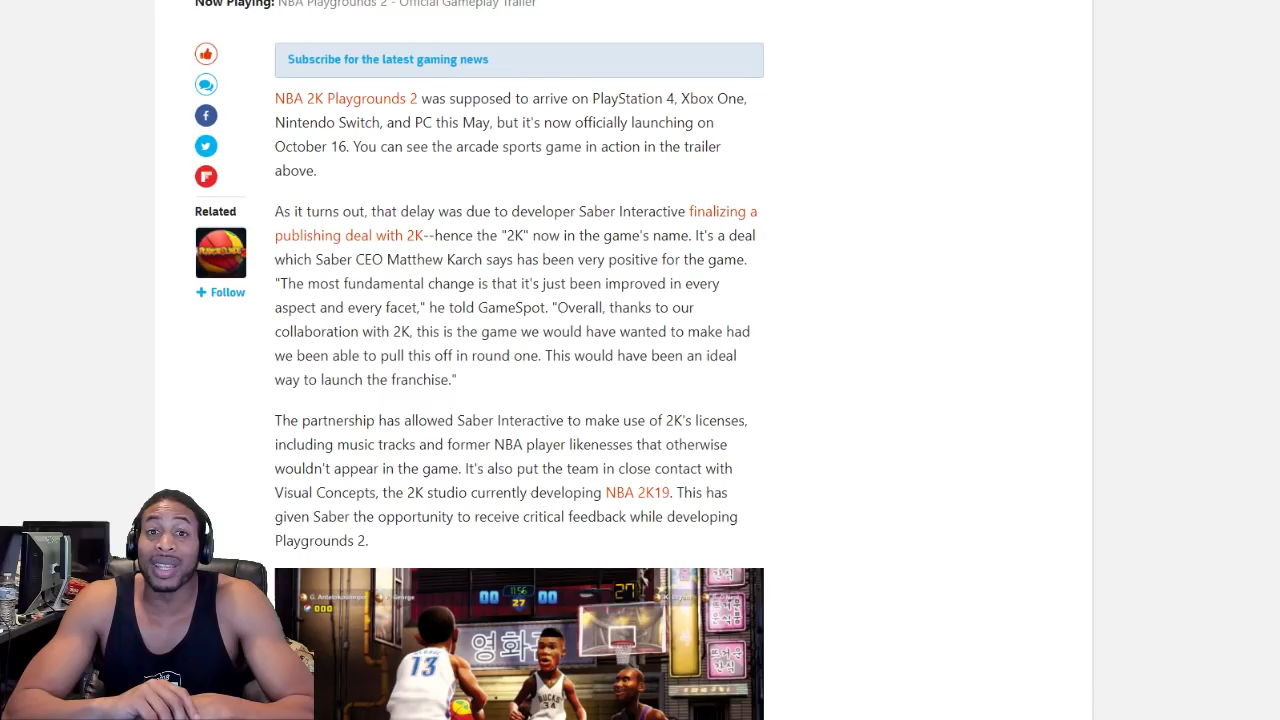 Now Playing: NBA Playgrounds 2 - Official Gameplay Trailer
Subscribe for the latest gaming news
NBA 2K Playgrounds 2 was supposed to arrive on PlayStation 4, Xbox One,
Nintendo Switch, and PC this May, but it's now officially launching on
October 16. You can see the arcade sports game in action in the trailer
above.
Related
Follow
As it turns out, that delay was due to developer Saber Interactive finalizing a
publishing deal with 2K--hence the "2K" now in the game's name. It's a deal
which Saber CEO Matthew Karch says has been very positive for the game.
"The most fundamental change is that it's just been improved in every
aspect and every facet," he told GameSpot. "Overall, thanks to our
collaboration with 2K, this is the game we would have wanted to make had
we been able to pull this off in round one. This would have been an ideal
way to launch the franchise."
The partnership has allowed Saber Interactive to make use of 2K's licenses,
including music tracks and former NBA player likenesses that otherwise
wouldn't appear in the game. It's also put the team in close contact with
Visual Concepts, the 2K studio currently developing NBA 2K19. This has
given Saber the opportunity to receive critical feedback while developing
Playgrounds 2.
11:56
27
00
00
27
000
영화
13
BUCKS
34